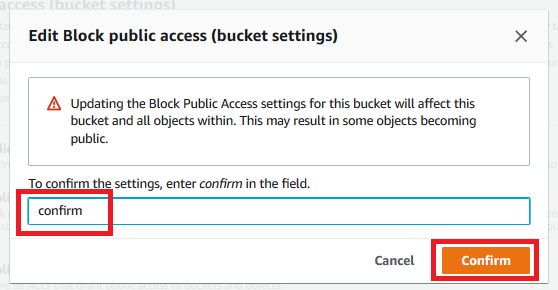 Edit Block public access (bucket settings)
Updating the Block Public Access settings for this bucket will affect this
bucket and all objects within. This may result in some objects becoming
public.
To confirm the settings, enter confirm in the field.
confirm
Cancel
Confirm